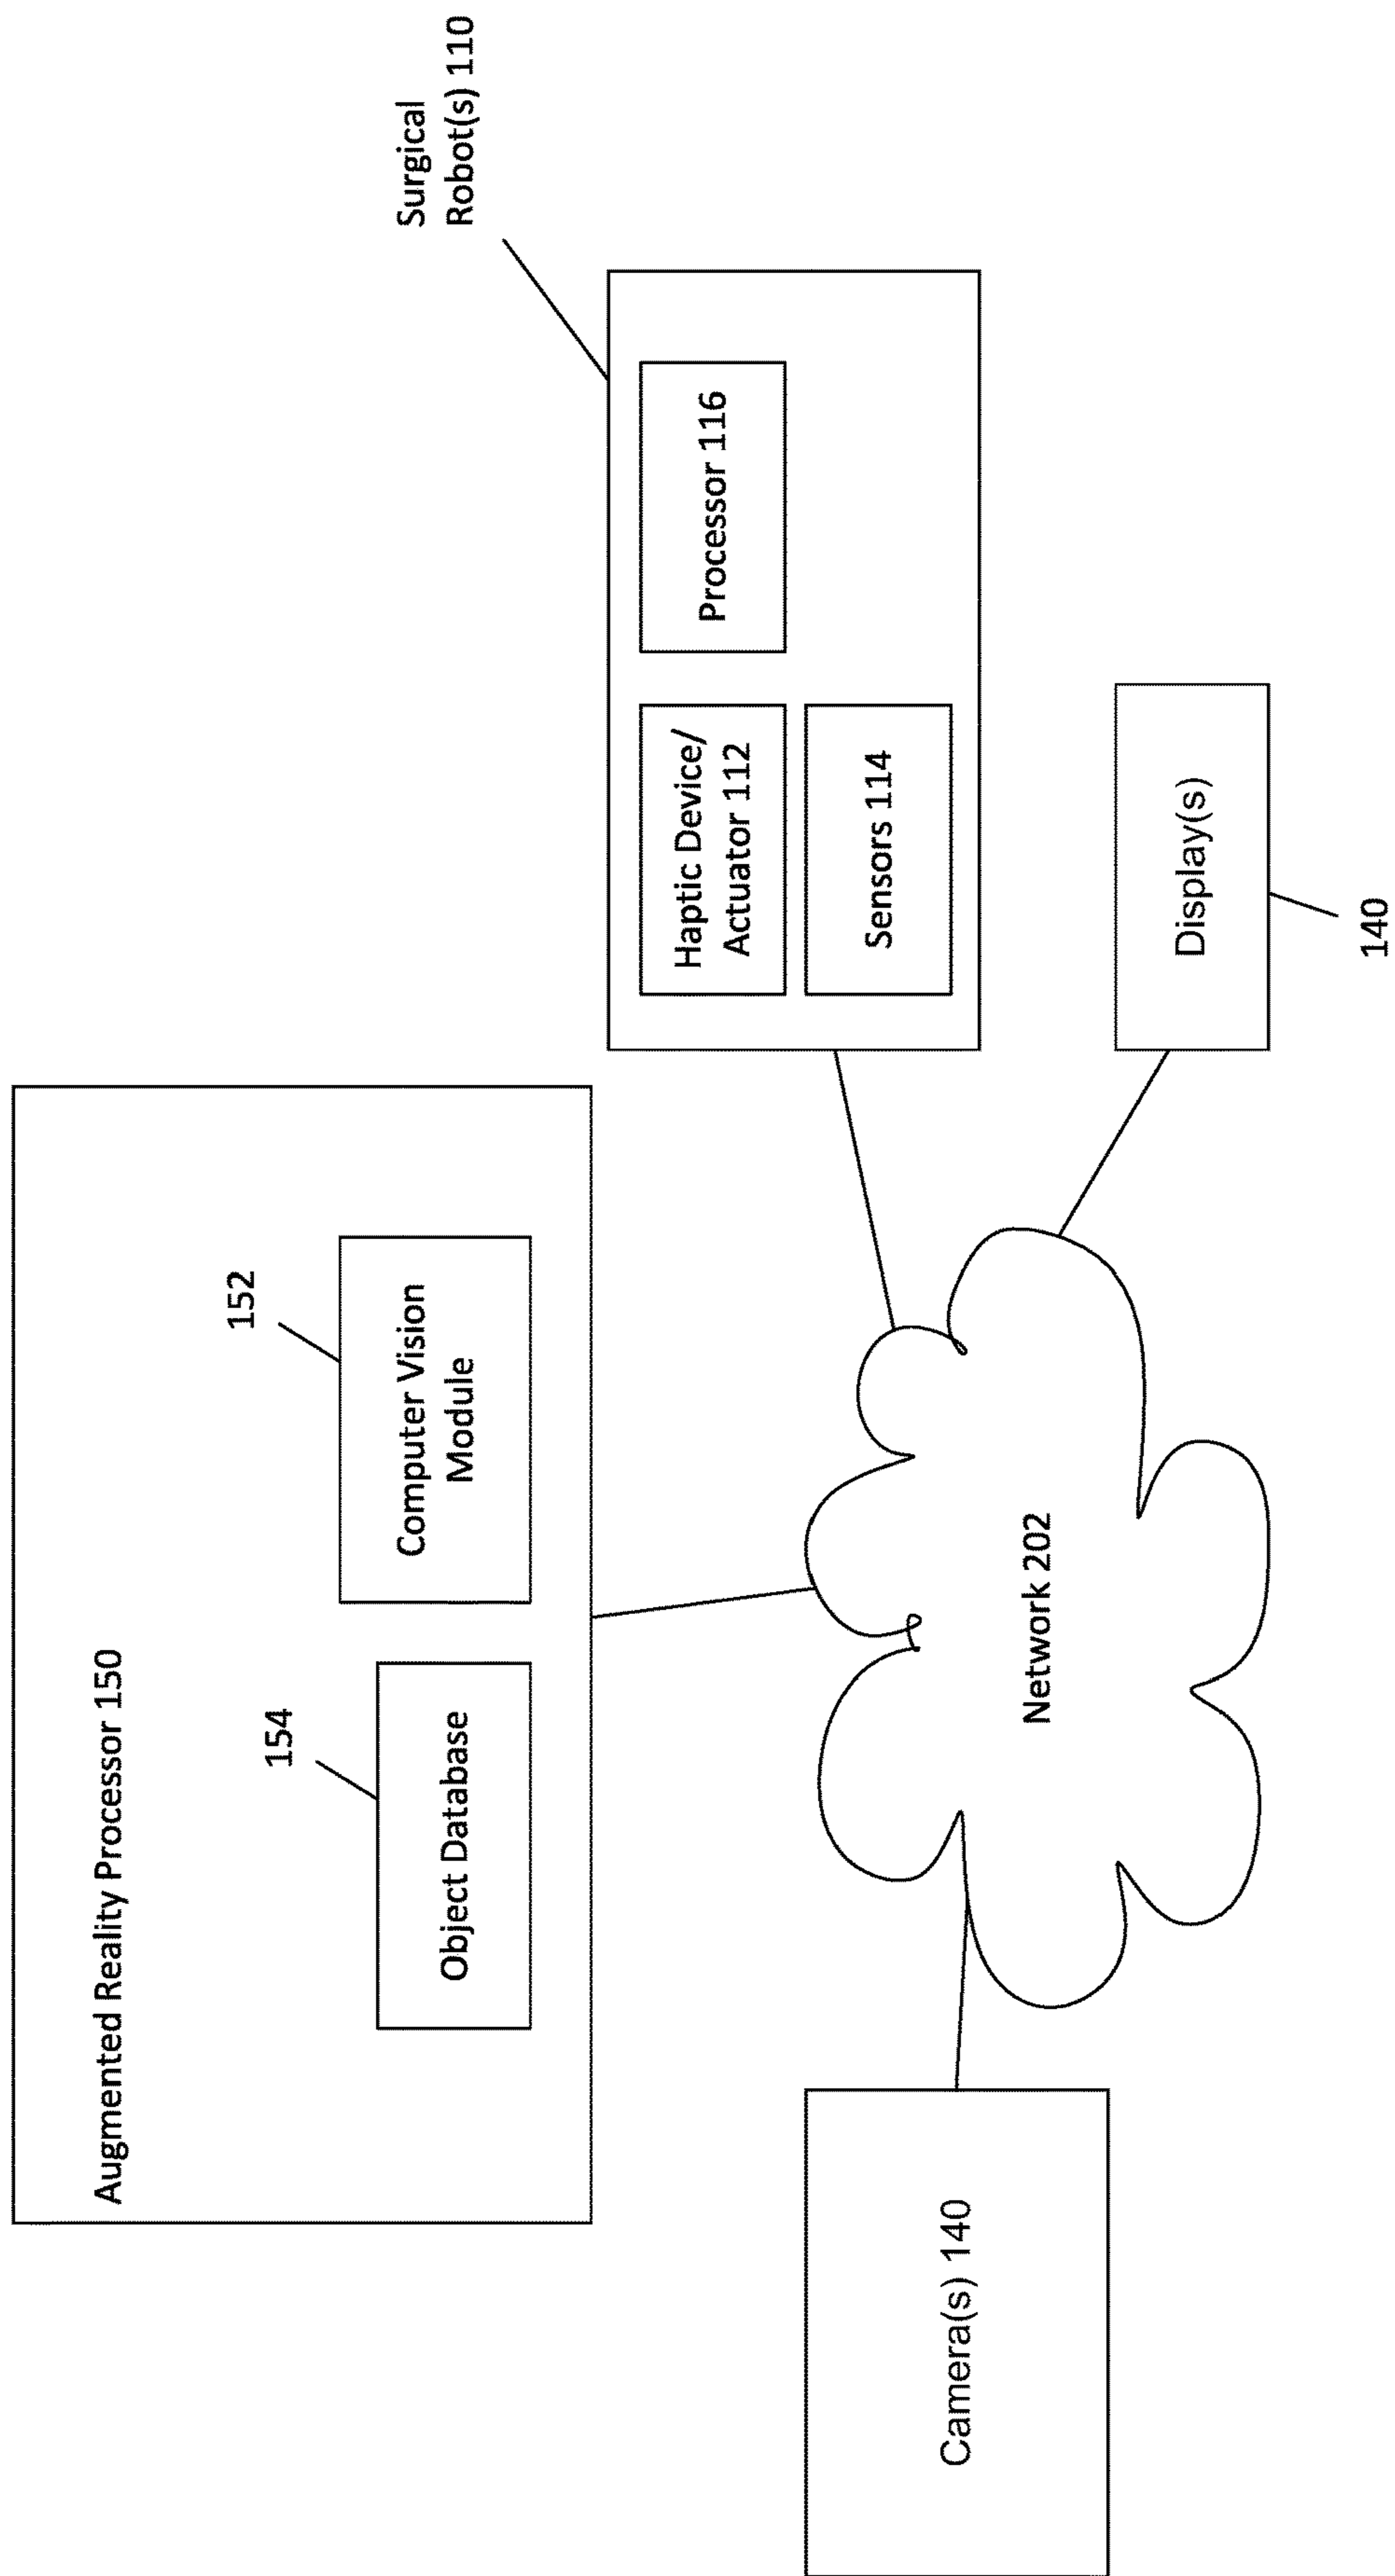 Augmented Reality Processor 150
154
Object Database
152
Computer Vision
Module
Surgical
Robot(s) 110
Haptic Device/
Actuator 112
Processor 116
Sensors 114
Camera(s) 140
Network 202
Display(s)
140